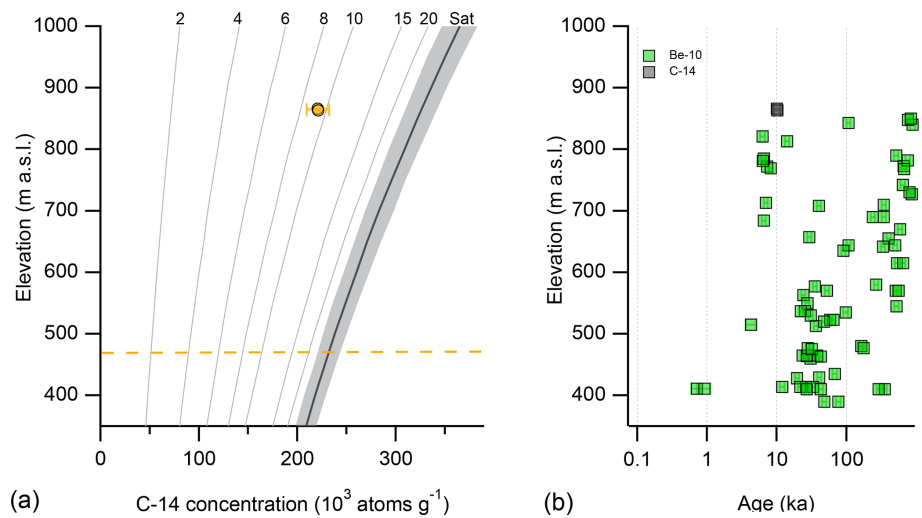 2 4 6 8 10 15 20 Sat
1000
900
800
700
600
500
400
Elevation (m a.s.l.)
0 100 200 300
C-14 concentration (10³ atoms g⁻¹)
(a)
1000
900
800
700
600
500
400
Elevation (m a.s.l.)
Be-10
C-14
0.1 1 10 100
Age (ka)
(b)